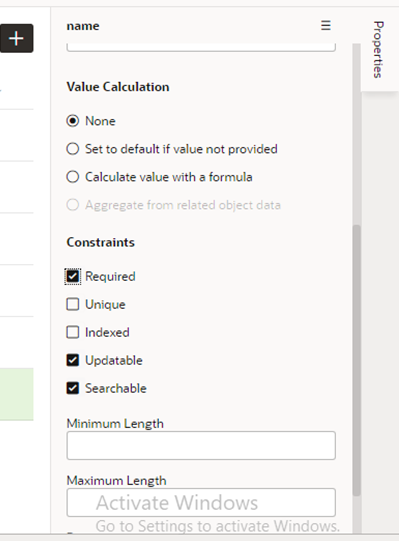 name
Properties
Value Calculation
None
Set to default if value not provided
Calculate value with a formula
Aggregate from related object data
Constraints
Required
Unique
Indexed
Updatable
Searchable
Minimum Length
Maximum Length
Activate Windows
Go to Settings to activate Windows.